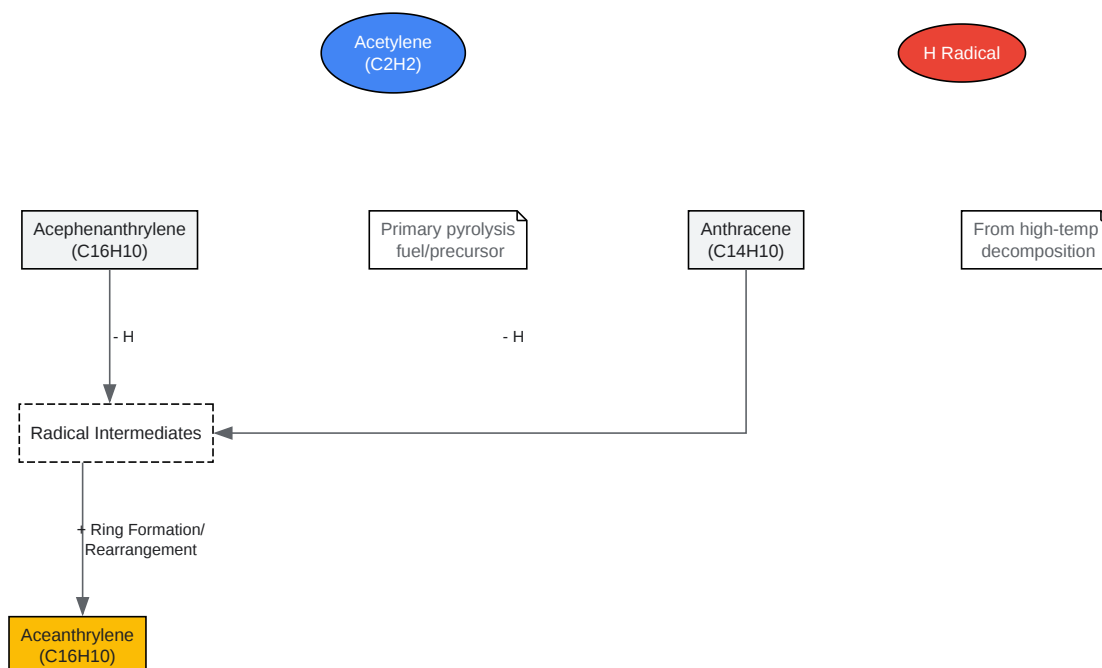 Acetylene
(C2H2)
H Radical
Acephenanthrylene
(C16H10)
Primary pyrolysis
fuel/precursor
Anthracene
(C14H10)
From high-temp
decomposition
- H
- H
Radical Intermediates
+ Ring Formation/
Rearrangement
Aceanthrylene
(C16H10)